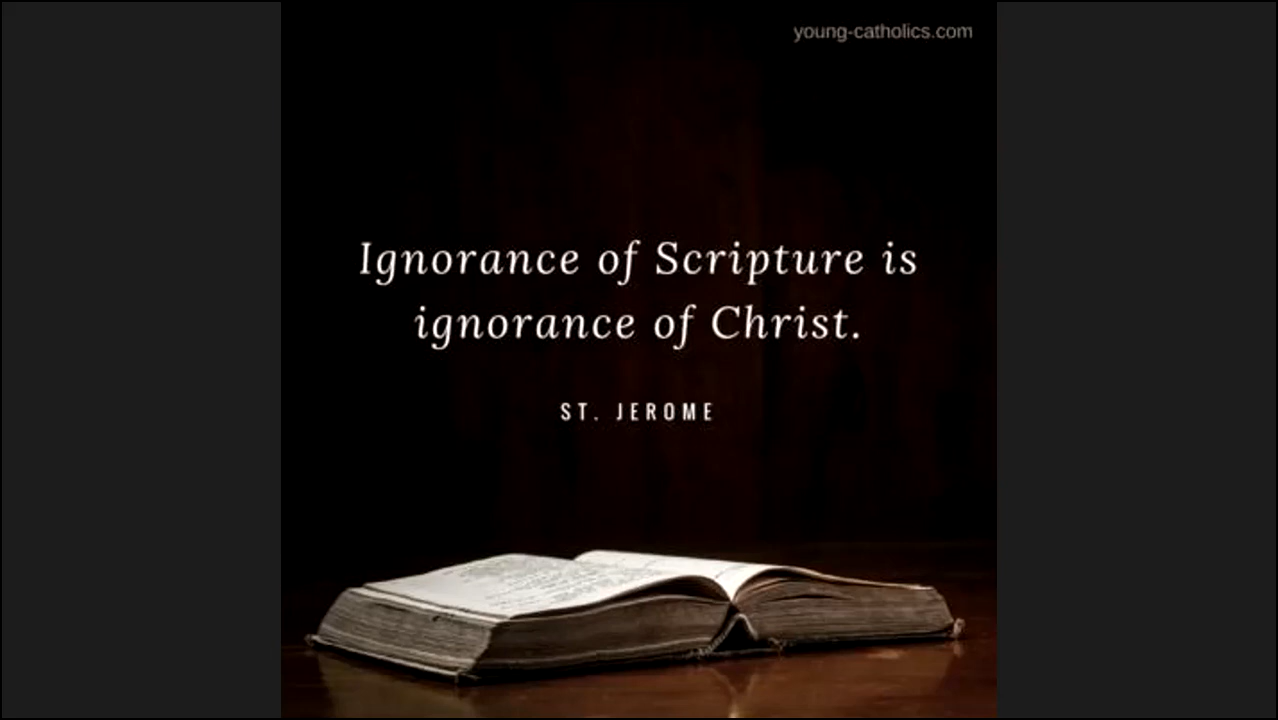 young-catholics.com
Ignorance of Scripture is
ignorance of Christ.
ST. JEROME